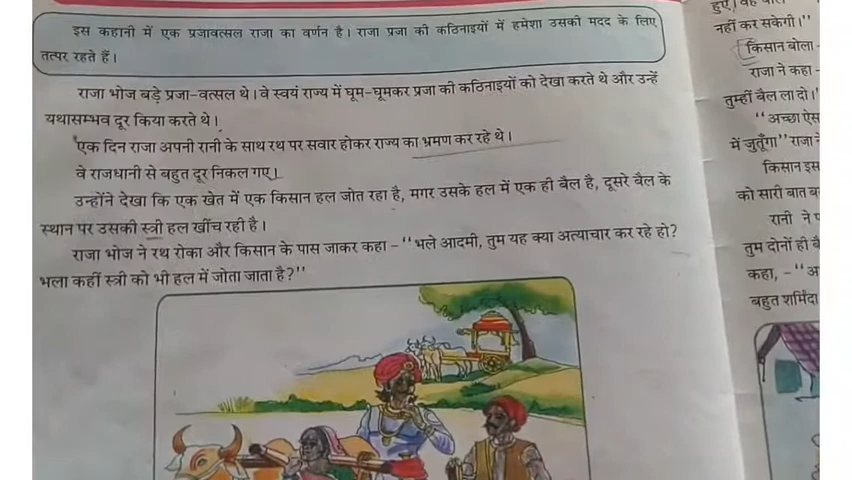 इस कहानी में एक प्रजावत्सल राजा का वर्णन है। राजा प्रजा की कठिनाइयों में हमेशा उसकी मदद के लिए
तत्पर रहते हैं।
राजा भोज बड़े प्रजा-वत्सल थे। वे स्वयं राज्य में घूम-घूमकर प्रजा की कठिनाइयों को देखा करते थे और उन्हें
यथासम्भव दूर किया करते थे।
एक दिन राजा अपनी रानी के साथ रथ पर सवार होकर राज्य का भ्रमण कर रहे थे।
वे राजधानी से बहुत दूर निकल गए।
उन्होंने देखा कि एक खेत में एक किसान हल जोत रहा है, मगर उसके हल में एक ही बैल है, दूसरे बैल के
स्थान पर उसकी स्त्री हल खींच रही है।
राजा भोज ने रथ रोका और किसान के पास जाकर कहा - "भले आदमी, तुम यह क्या अत्याचार कर रहे हो?
भला कहीं स्त्री को भी हल में जोता जाता है?"
नहीं कर सकेगी।"
किसान बोला -
राजा ने कहा -
तुम्हीं बैल ला दो।"
"अच्छा
में जुतूँगा" राजा
किसान इस
को सारी बात
रानी ने
तुम दोनों ही
कहा, - "
बहुत शर्मिंदा